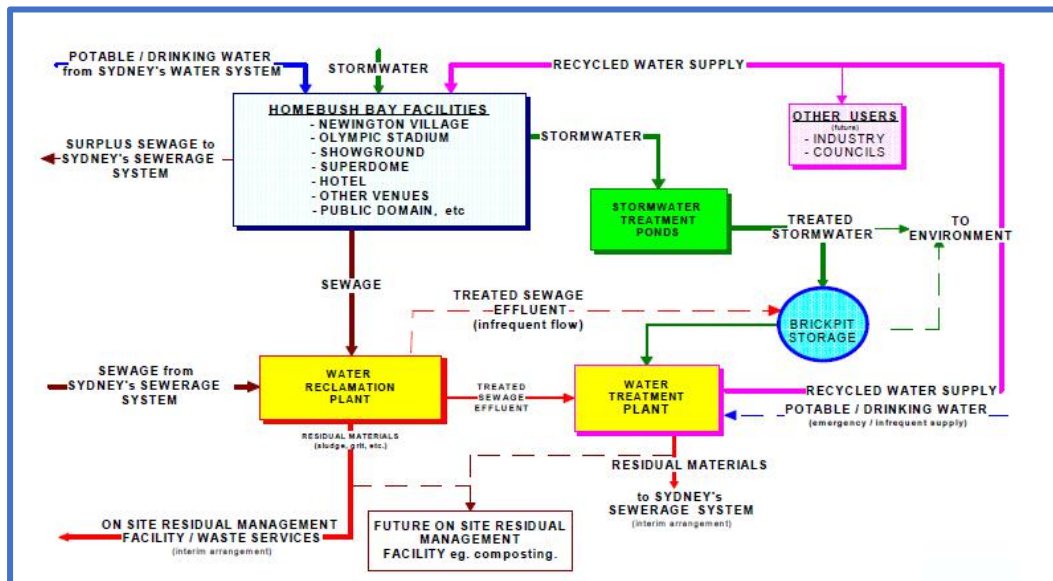 POTABLE / DRINKING WATER
from SYDNEY's WATER SYSTEM
STORMWATER
RECYCLED WATER SUPPLY
HOMEBUSH BAY FACILITIES
- NEWINGTON VILLAGE
- OLYMPIC STADIUM
- SHOWGROUND
- SUPERDOME
- HOTEL
- OTHER VENUES
- PUBLIC DOMAIN, etc
OTHER USERS
(future)
- INDUSTRY
- COUNCILS
SURPLUS SEWAGE to
SYDNEY's SEWERAGE
SYSTEM
STORMWATER
STORMWATER
TREATMENT
PONDS
TREATED
STORMWATER
TO
ENVIRONMENT
SEWAGE
TREATED SEWAGE
EFFLUENT
(infrequent flow)
BRICKPIT
STORAGE
SEWAGE from
SYDNEY's SEWERAGE
SYSTEM
WATER
RECLAMATION
PLANT
TREATED
SEWAGE
EFFLUENT
WATER
TREATMENT
PLANT
RECYCLED WATER SUPPLY
POTABLE / DRINKING WATER
(emergency / infrequent supply)
RESIDUAL MATERIALS
(sludge, grit, etc.)
RESIDUAL MATERIALS
to SYDNEY's
SEWERAGE SYSTEM
(interim arrangement)
ON SITE RESIDUAL MANAGEMENT
FACILITY / WASTE SERVICES
(interim arrangement)
FUTURE ON SITE RESIDUAL
MANAGEMENT
FACILITY eg. composting.